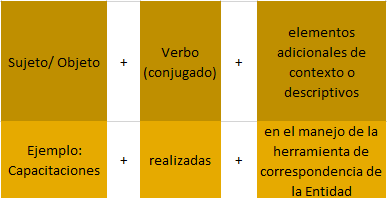 Sujeto/ Objeto
+
Verbo
(conjugado)
+
elementos
adicionales de
contexto o
descriptivos
Ejemplo:
Capacitaciones
+
realizadas
+
en el manejo de la
herramienta de
correspondencia de
la Entidad